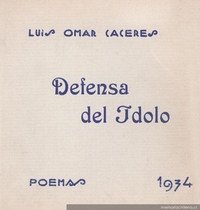 LUIS OMAR CACERES
Defensa
del Idolo
POEMAS 1934